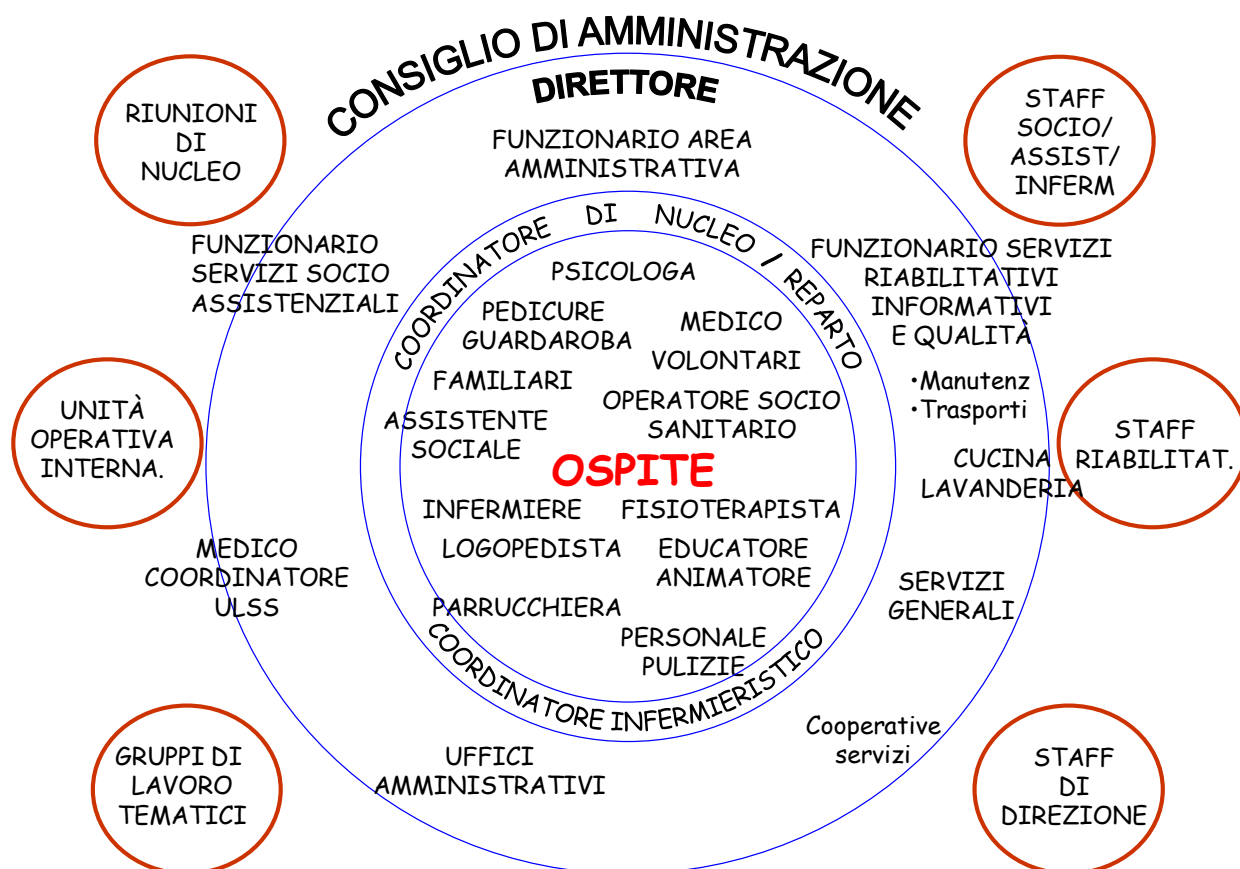 CONSIGLIO DI AMMINISTRAZIONE
DIRETTORE
RIUNIONI
DI
NUCLEO
STAFF
SOCIO/
ASSIST/
INFERM
FUNZIONARIO AREA
AMMINISTRATIVA
COORDINATORE DI NUCLEO / REPARTO
FUNZIONARIO
SERVIZI SOCIO
ASSISTENZIALI
FUNZIONARIO SERVIZI
RIABILITATIVI
INFORMATIVI
E QUALITÀ
PSICOLOGA
PEDICURE
GUARDAROBA
MEDICO
VOLONTARI
FAMILIARI
OPERATORE SOCIO
SANITARIO
ASSISTENTE
SOCIALE
•Manutenz
•Trasporti
UNITÀ
OPERATIVA
INTERNA.
STAFF
RIABILITAT.
CUCINA
LAVANDERIA
OSPITE
INFERMIERE
FISIOTERAPISTA
LOGOPEDISTA
EDUCATORE
ANIMATORE
MEDICO
COORDINATORE
ULSS
SERVIZI
GENERALI
PARRUCCHIERA
PERSONALE
PULIZIE
COORDINATORE INFERMIERISTICO
Cooperative
servizi
UFFICI
AMMINISTRATIVI
GRUPPI DI
LAVORO
TEMATICI
STAFF
DI
DIREZIONE